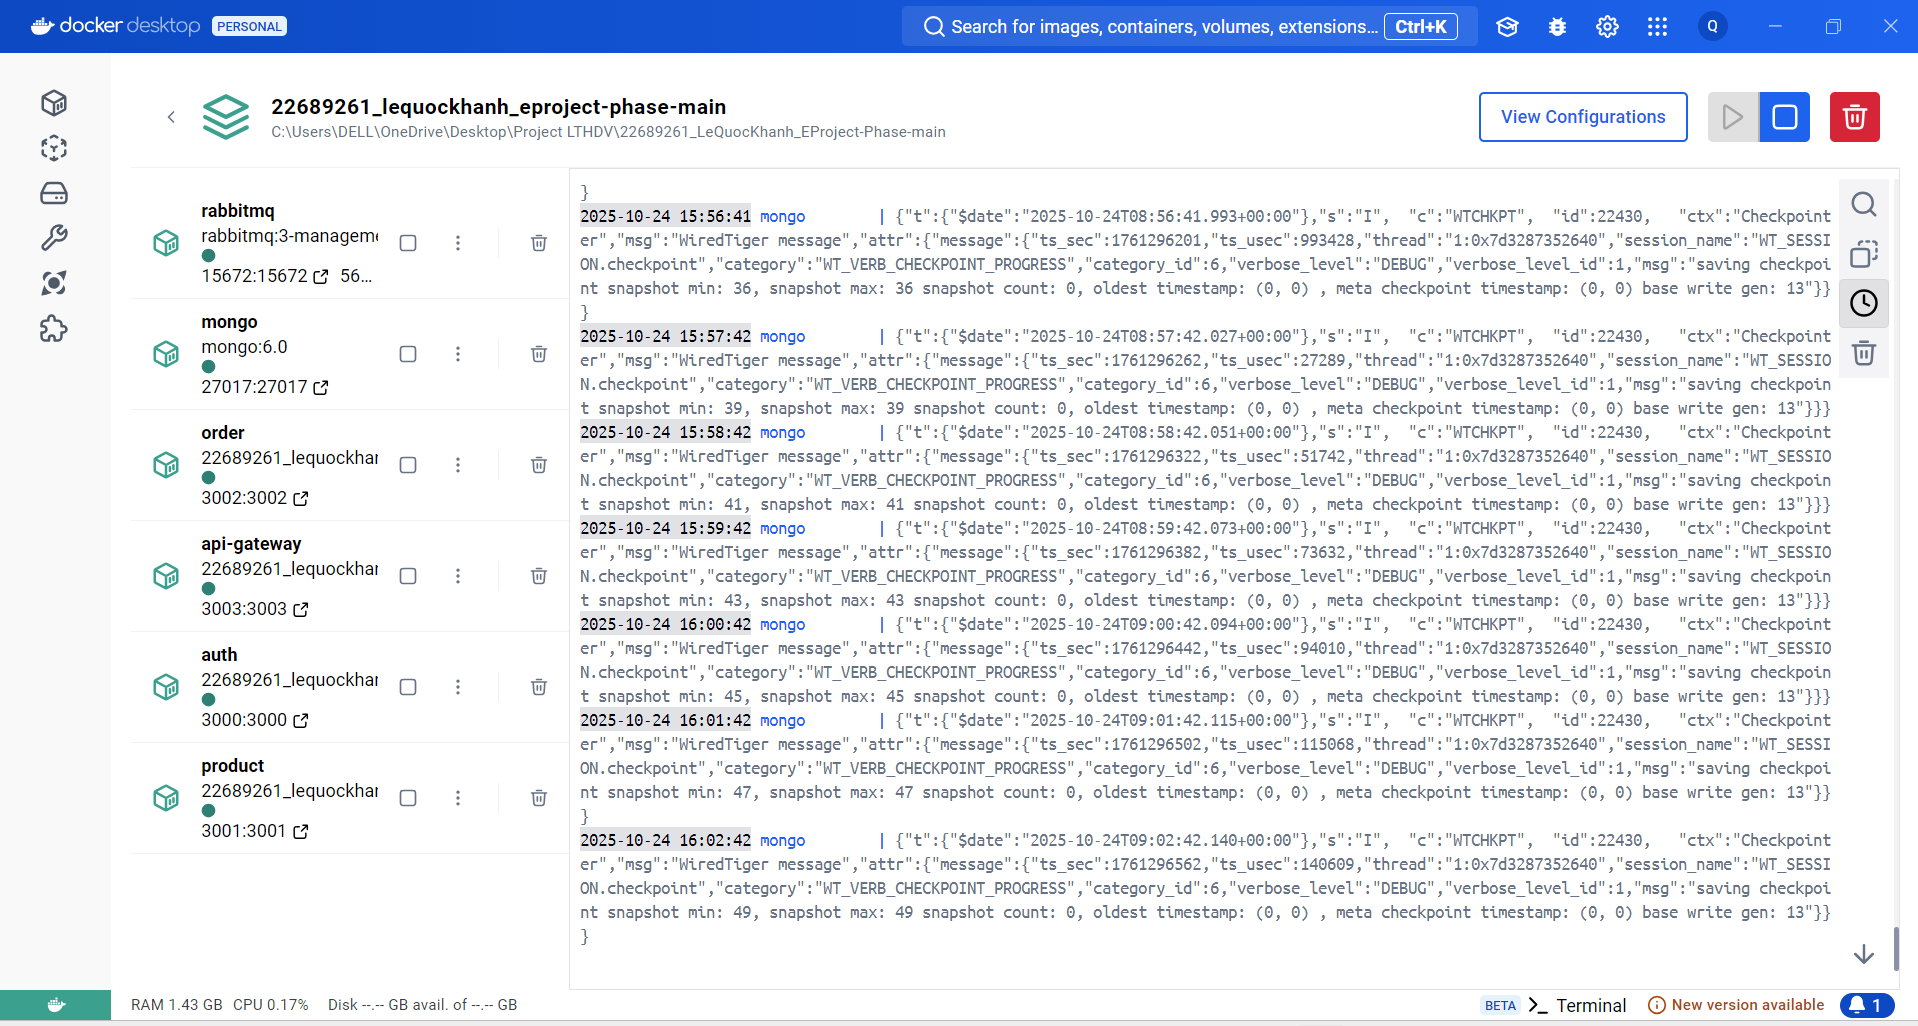 docker desktop PERSONAL
Search for images, containers, volumes, extensions... Ctrl+K
Q
22689261_lequockhanh_eproject-phase-main
C:\Users\DELL\OneDrive\Desktop\Project LTHDV\22689261_LeQuocKhanh_EProject-Phase-main
View Configurations
rabbitmq
rabbitmq:3-manageme
15672:15672 56...
mongo
mongo:6.0
27017:27017
order
22689261_lequockhar
3002:3002
api-gateway
22689261_lequockhar
3003:3003
auth
22689261_lequockhar
3000:3000
product
22689261_lequockhar
3001:3001
}
2025-10-24 15:56:41 mongo | {"t":{"$date":"2025-10-24T08:56:41.993+00:00"},"s":"I", "c":"WTCHKPT", "id":22430, "ctx":"Checkpoint
er","msg":"WiredTiger message","attr":{"message":{"ts_sec":1761296201,"ts_usec":993428,"thread":"1:0x7d3287352640","session_name":"WT_SESSI
ON.checkpoint","category":"WT_VERB_CHECKPOINT_PROGRESS","category_id":6,"verbose_level":"DEBUG","verbose_level_id":1,"msg":"saving checkpoi
nt snapshot min: 36, snapshot max: 36 snapshot count: 0, oldest timestamp: (0, 0) , meta checkpoint timestamp: (0, 0) base write gen: 13"}}
}
2025-10-24 15:57:42 mongo | {"t":{"$date":"2025-10-24T08:57:42.027+00:00"},"s":"I", "c":"WTCHKPT", "id":22430, "ctx":"Checkpoint
er","msg":"WiredTiger message","attr":{"message":{"ts_sec":1761296262,"ts_usec":27289,"thread":"1:0x7d3287352640","session_name":"WT_SESSIO
N.checkpoint","category":"WT_VERB_CHECKPOINT_PROGRESS","category_id":6,"verbose_level":"DEBUG","verbose_level_id":1,"msg":"saving checkpoin
t snapshot min: 39, snapshot max: 39 snapshot count: 0, oldest timestamp: (0, 0) , meta checkpoint timestamp: (0, 0) base write gen: 13"}}}
2025-10-24 15:58:42 mongo | {"t":{"$date":"2025-10-24T08:58:42.051+00:00"},"s":"I", "c":"WTCHKPT", "id":22430, "ctx":"Checkpoint
er","msg":"WiredTiger message","attr":{"message":{"ts_sec":1761296322,"ts_usec":51742,"thread":"1:0x7d3287352640","session_name":"WT_SESSIO
N.checkpoint","category":"WT_VERB_CHECKPOINT_PROGRESS","category_id":6,"verbose_level":"DEBUG","verbose_level_id":1,"msg":"saving checkpoin
t snapshot min: 41, snapshot max: 41 snapshot count: 0, oldest timestamp: (0, 0) , meta checkpoint timestamp: (0, 0) base write gen: 13"}}}
2025-10-24 15:59:42 mongo | {"t":{"$date":"2025-10-24T08:59:42.073+00:00"},"s":"I", "c":"WTCHKPT", "id":22430, "ctx":"Checkpoint
er","msg":"WiredTiger message","attr":{"message":{"ts_sec":1761296382,"ts_usec":73632,"thread":"1:0x7d3287352640","session_name":"WT_SESSIO
N.checkpoint","category":"WT_VERB_CHECKPOINT_PROGRESS","category_id":6,"verbose_level":"DEBUG","verbose_level_id":1,"msg":"saving checkpoin
t snapshot min: 43, snapshot max: 43 snapshot count: 0, oldest timestamp: (0, 0) , meta checkpoint timestamp: (0, 0) base write gen: 13"}}}
2025-10-24 16:00:42 mongo | {"t":{"$date":"2025-10-24T09:00:42.094+00:00"},"s":"I", "c":"WTCHKPT", "id":22430, "ctx":"Checkpoint
er","msg":"WiredTiger message","attr":{"message":{"ts_sec":1761296442,"ts_usec":94010,"thread":"1:0x7d3287352640","session_name":"WT_SESSIO
N.checkpoint","category":"WT_VERB_CHECKPOINT_PROGRESS","category_id":6,"verbose_level":"DEBUG","verbose_level_id":1,"msg":"saving checkpoin
t snapshot min: 45, snapshot max: 45 snapshot count: 0, oldest timestamp: (0, 0) , meta checkpoint timestamp: (0, 0) base write gen: 13"}}}
2025-10-24 16:01:42 mongo | {"t":{"$date":"2025-10-24T09:01:42.115+00:00"},"s":"I", "c":"WTCHKPT", "id":22430, "ctx":"Checkpoint
er","msg":"WiredTiger message","attr":{"message":{"ts_sec":1761296502,"ts_usec":115068,"thread":"1:0x7d3287352640","session_name":"WT_SESSI
ON.checkpoint","category":"WT_VERB_CHECKPOINT_PROGRESS","category_id":6,"verbose_level":"DEBUG","verbose_level_id":1,"msg":"saving checkpoi
nt snapshot min: 47, snapshot max: 47 snapshot count: 0, oldest timestamp: (0, 0) , meta checkpoint timestamp: (0, 0) base write gen: 13"}}
}
2025-10-24 16:02:42 mongo | {"t":{"$date":"2025-10-24T09:02:42.140+00:00"},"s":"I", "c":"WTCHKPT", "id":22430, "ctx":"Checkpoint
er","msg":"WiredTiger message","attr":{"message":{"ts_sec":1761296562,"ts_usec":140609,"thread":"1:0x7d3287352640","session_name":"WT_SESSI
ON.checkpoint","category":"WT_VERB_CHECKPOINT_PROGRESS","category_id":6,"verbose_level":"DEBUG","verbose_level_id":1,"msg":"saving checkpoi
nt snapshot min: 49, snapshot max: 49 snapshot count: 0, oldest timestamp: (0, 0) , meta checkpoint timestamp: (0, 0) base write gen: 13"}}
}
RAM 1.43 GB CPU 0.17% Disk --.-- GB avail. of --.-- GB
BETA >_ Terminal New version available 1